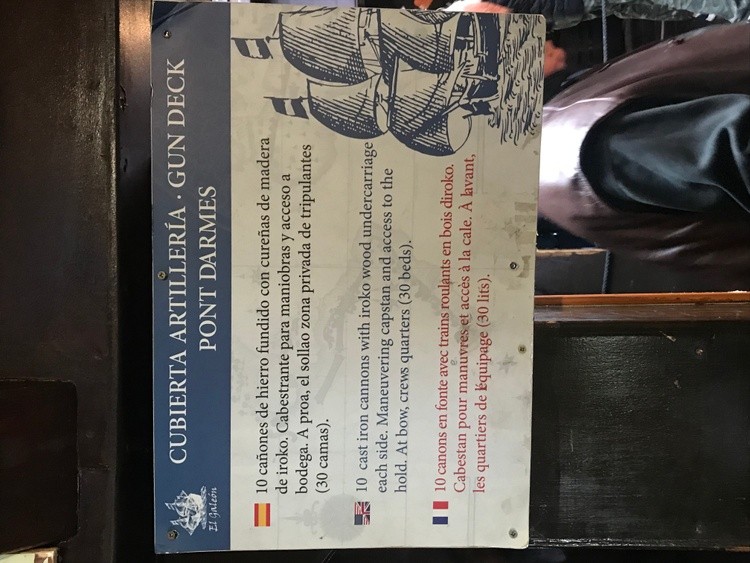 CUBIERTA ARTILLERÍA · GUN DECK
PONT DARMES
El Galeón
10 cañones de hierro fundido con cureñas de madera
de iroko. Cabestrante para maniobras y acceso a
bodega. A proa, el sollao zona privada de tripulantes
(30 camas).
10 cast iron cannons with iroko wood undercarriage
each side. Maneuvering capstan and access to the
hold. At bow, crews quarters (30 beds).
10 canons en fonte avec trains roulants en bois diroko.
Cabestan pour manuvres et accès à la cale. À lavant,
les quartiers de léquipage (30 lits).